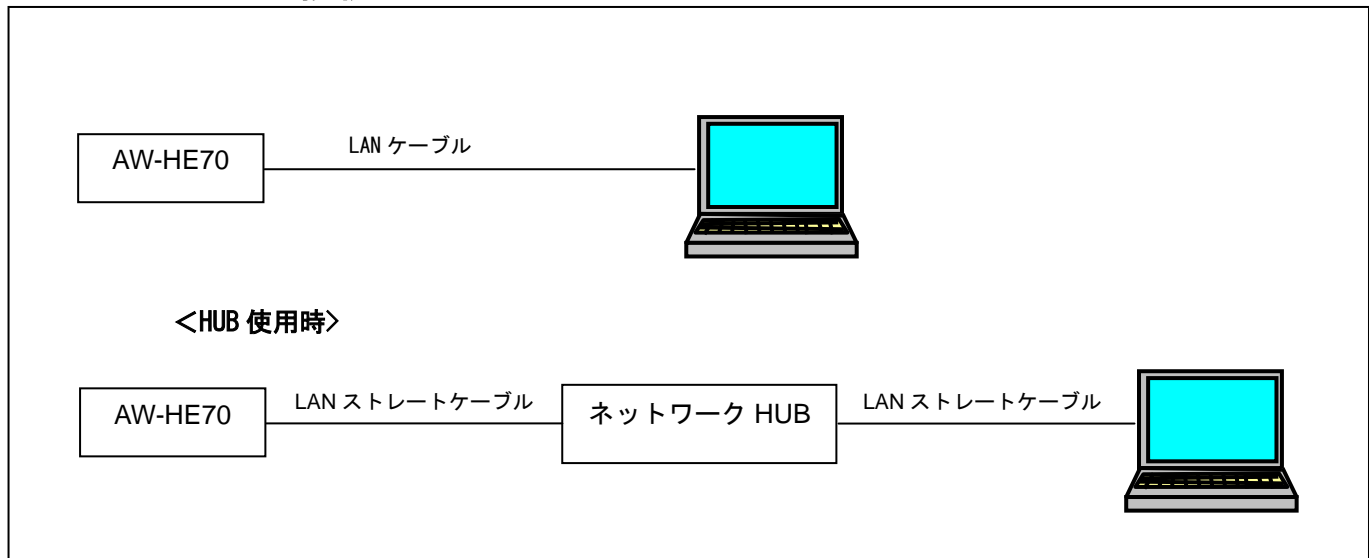 AW-HE70
LAN ケーブル
<HUB 使用時>
AW-HE70
LAN ストレートケーブル
ネットワーク HUB
LAN ストレートケーブル